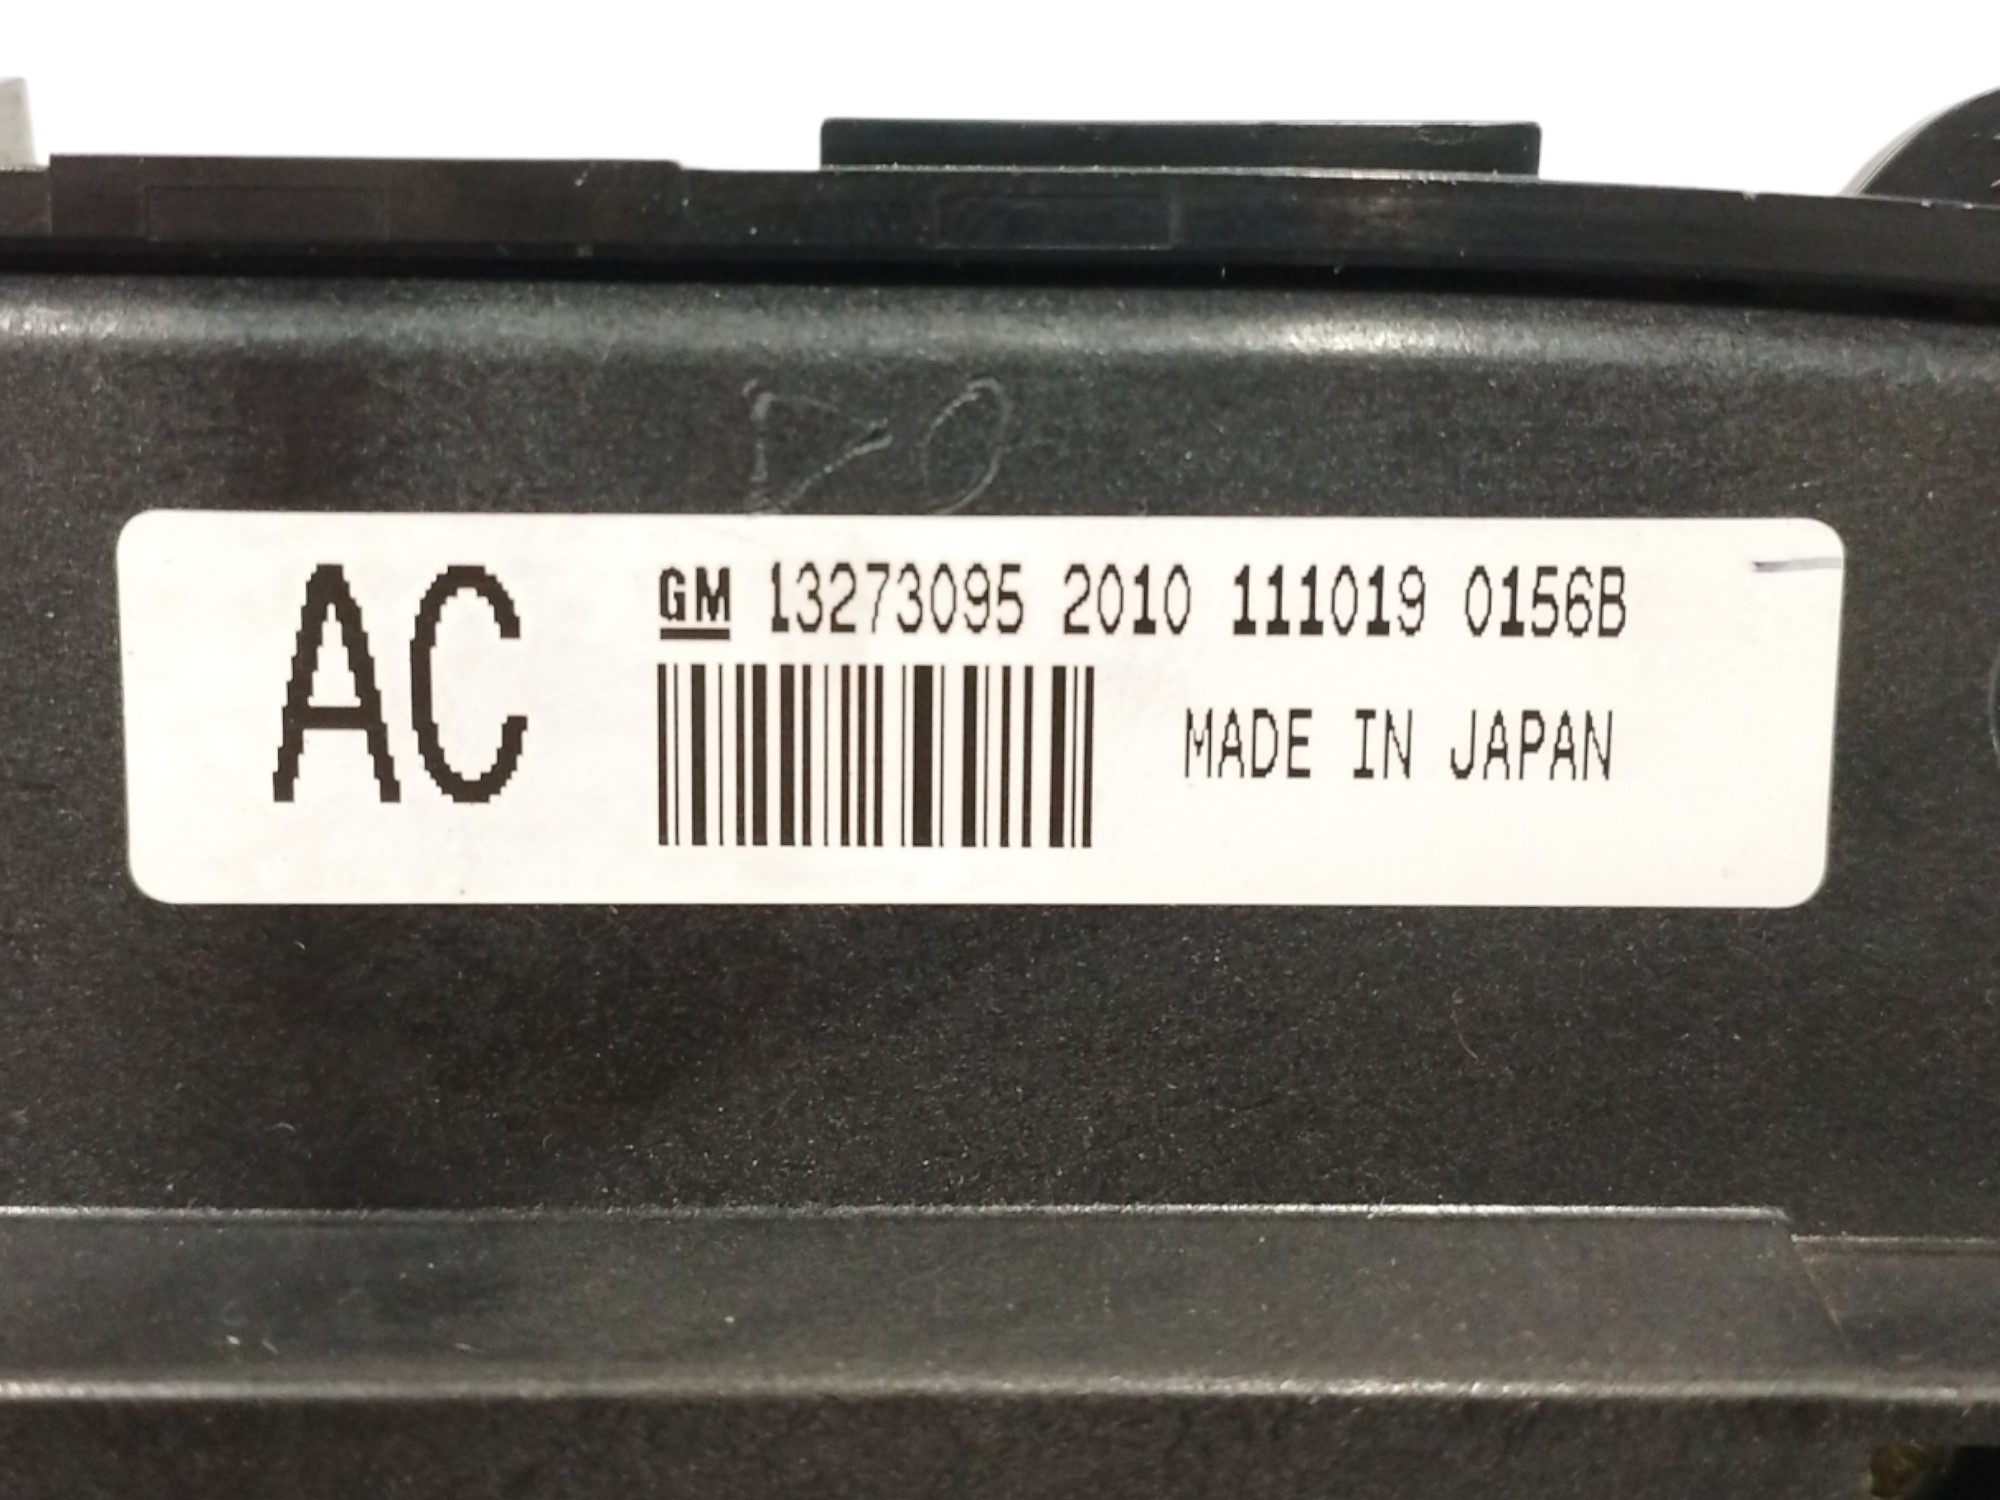 AC
GM 13273095 2010 111019 0156B
MADE IN JAPAN